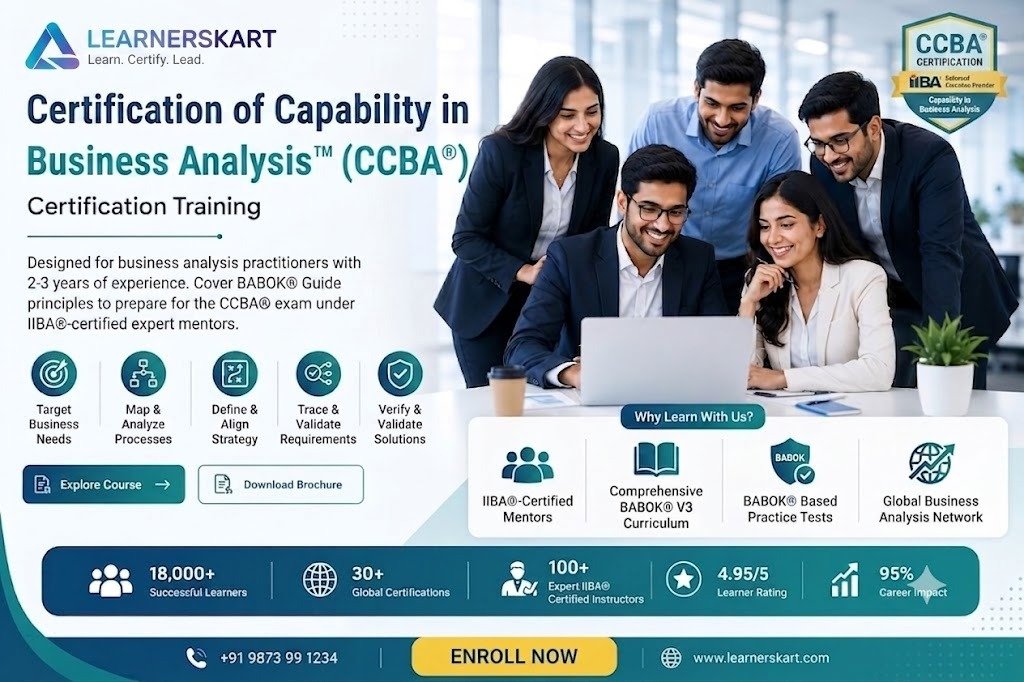 LEARNERSKART
Learn. Certify. Lead.
Certification of Capability in
Business Analysis™ (CCBA®)
Certification Training
Designed for business analysis practitioners with
2-3 years of experience. Cover BABOK® Guide
principles to prepare for the CCBA® exam under
IIBA®-certified expert mentors.
Target
Business
Needs
Map &
Analyze
Processes
Define &
Align
Strategy
Trace &
Validate
Requirements
Verify &
Validate
Solutions
Explore Course
Download Brochure
CCBA®
CERTIFICATION
IIBA
Capability in
Business Analysis
Why Learn With Us?
IIBA®-Certified
Mentors
Comprehensive
BABOK® V3
Curriculum
BABOK
BABOK® Based
Practice Tests
Global Business
Analysis Network
18,000+
Successful Learners
30+
Global Certifications
100+
Expert IIBA®
Certified Instructors
4.95/5
Learner Rating
95%
Career Impact
+91 9873 99 1234
ENROLL NOW
www.learnerskart.com